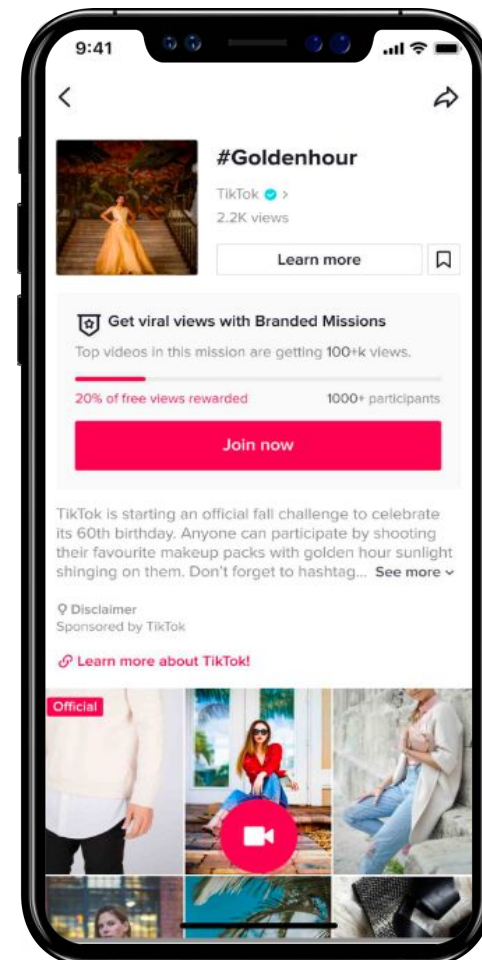 9:41
#Goldenhour
TikTok >
2.2K views
Learn more
Get viral views with Branded Missions
Top videos in this mission are getting 100+k views.
20% of free views rewarded 1000+ participants
Join now
TikTok is starting an official fall challenge to celebrate
its 60th birthday. Anyone can participate by shooting
their favourite makeup packs with golden hour sunlight
shinging on them. Don't forget to hashtag... See more
Disclaimer
Sponsored by TikTok
Learn more about TikTok!
Official